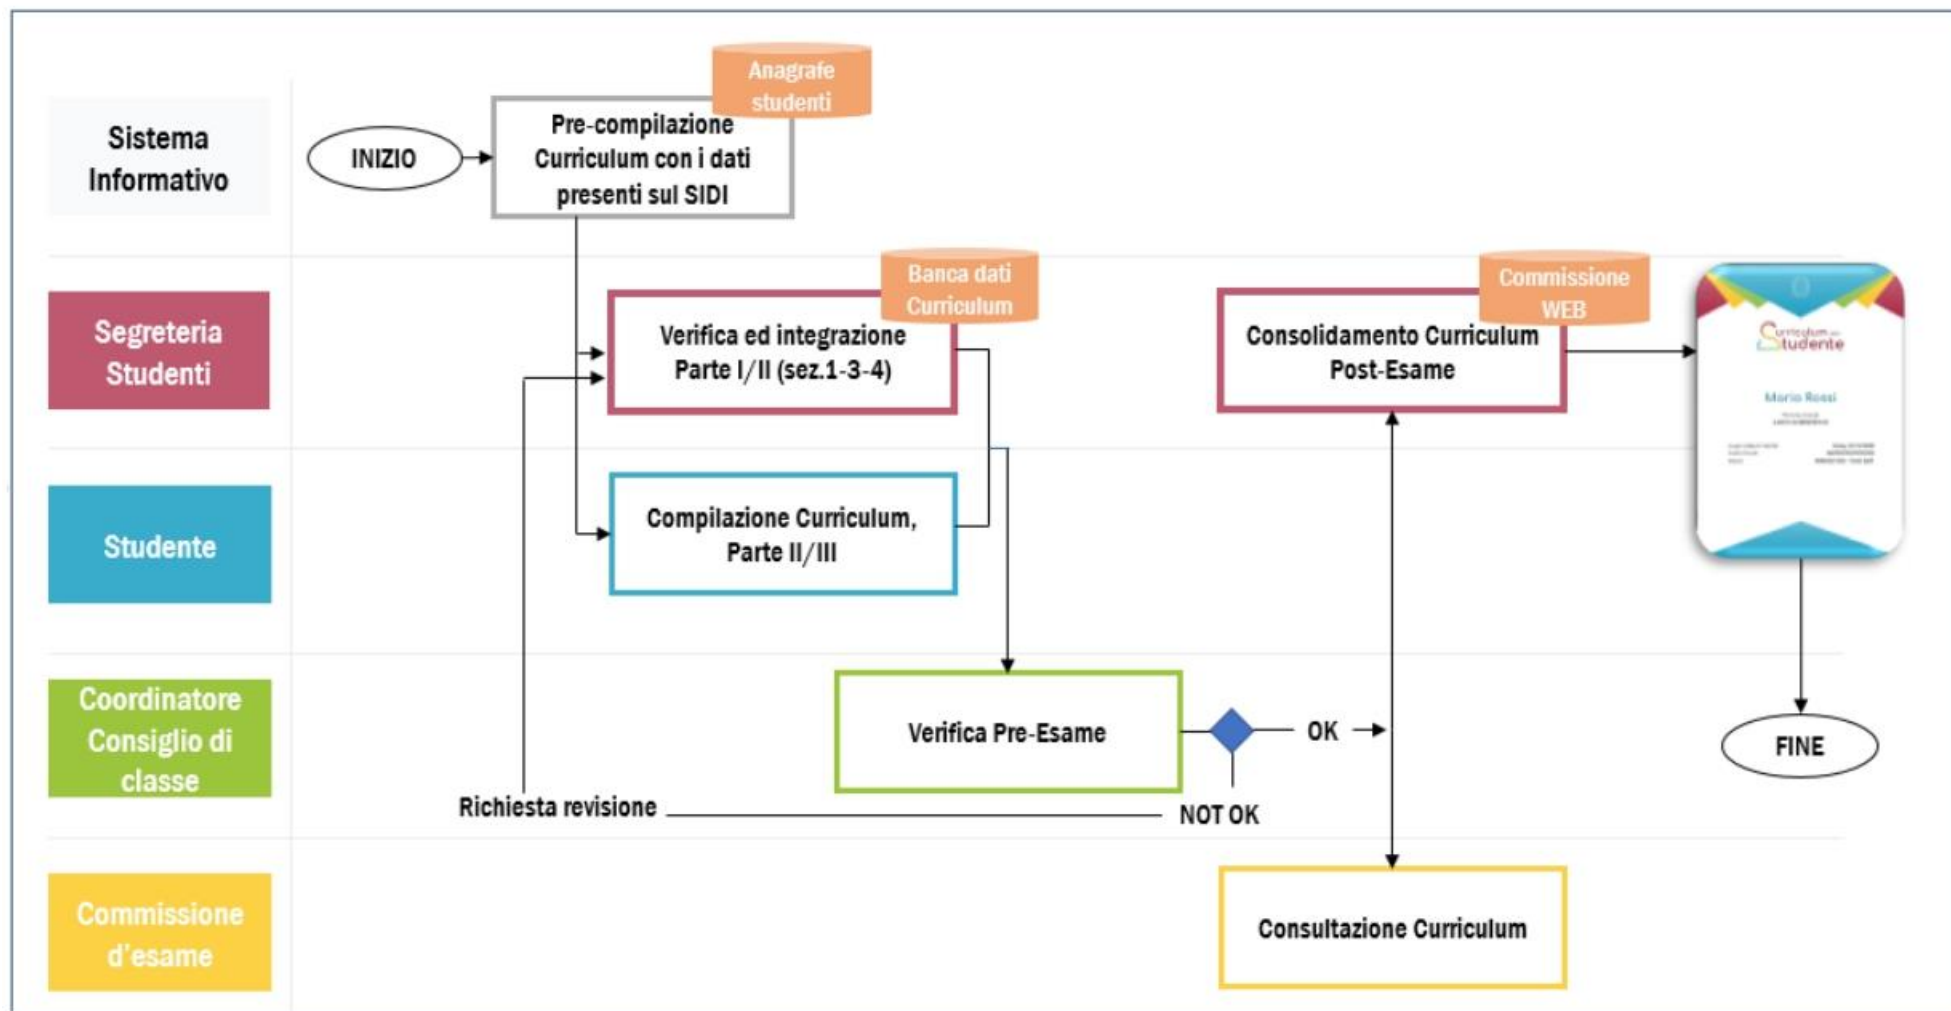 Anagrafe
studenti
Sistema
Informativo
INIZIO
Pre-compilazione
Curriculum con i dati
presenti sul SIDI
Segreteria
Studenti
Banca dati
Curriculum
Verifica ed integrazione
Parte I/II (sez.1-3-4)
Commissione
WEB
Consolidamento Curriculum
Post-Esame
Curriculum
Studente
Mario Rossi
Studente
Compilazione Curriculum,
Parte II/III
Coordinatore
Consiglio di
classe
Verifica Pre-Esame
OK
FINE
Richiesta revisione
NOT OK
Commissione
d'esame
Consultazione Curriculum